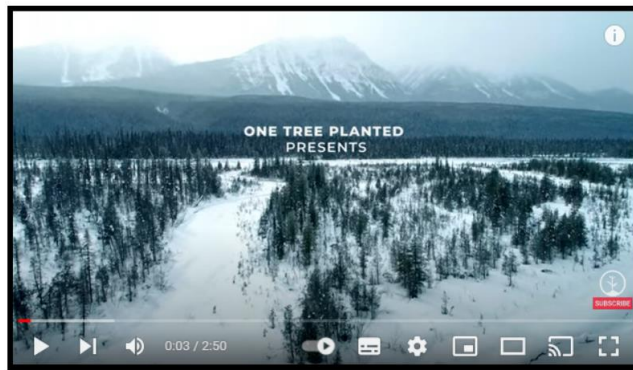 ONE TREE PLANTED
PRESENTS
SUBSCRIBE
0:03 / 2:50